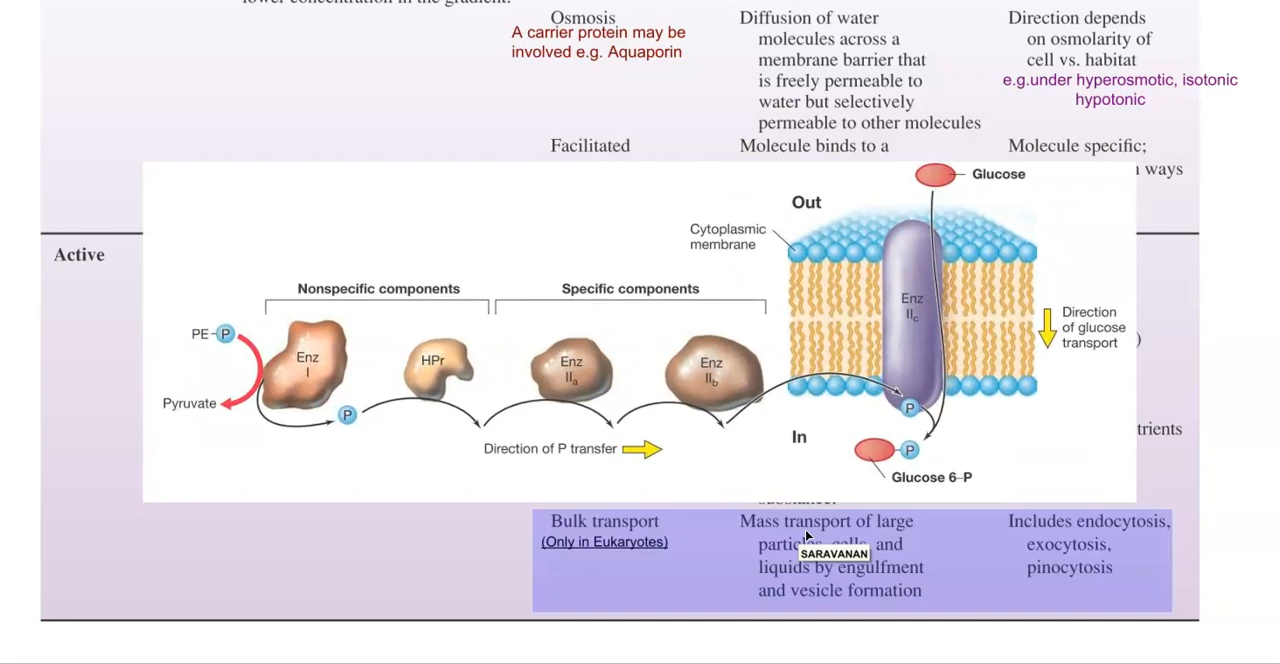 lower concentration in the gradient.
Osmosis
A carrier protein may be
involved e.g. Aquaporin
Diffusion of water
molecules across a
membrane barrier that
is freely permeable to
water but selectively
permeable to other molecules
Direction depends
on osmolarity of
cell vs. habitat
e.g.under hyperosmotic, isotonic
hypotonic
Facilitated
Molecule binds to a
Molecule specific;
ways
Active
Glucose
Out
Cytoplasmic
membrane
Nonspecific components
Specific components
PE-P
Enz
I
HPr
Enz
IIa
Enz
IIb
Enz
IIc
Direction
of glucose
transport
)
Pyruvate
P
P
Direction of P transfer
In
P
Glucose 6-P
trients
substance.
Bulk transport
(Only in Eukaryotes)
Mass transport of large
particles, cells, and
liquids by engulfment
and vesicle formation
SARAVANAN
Includes endocytosis,
exocytosis,
pinocytosis